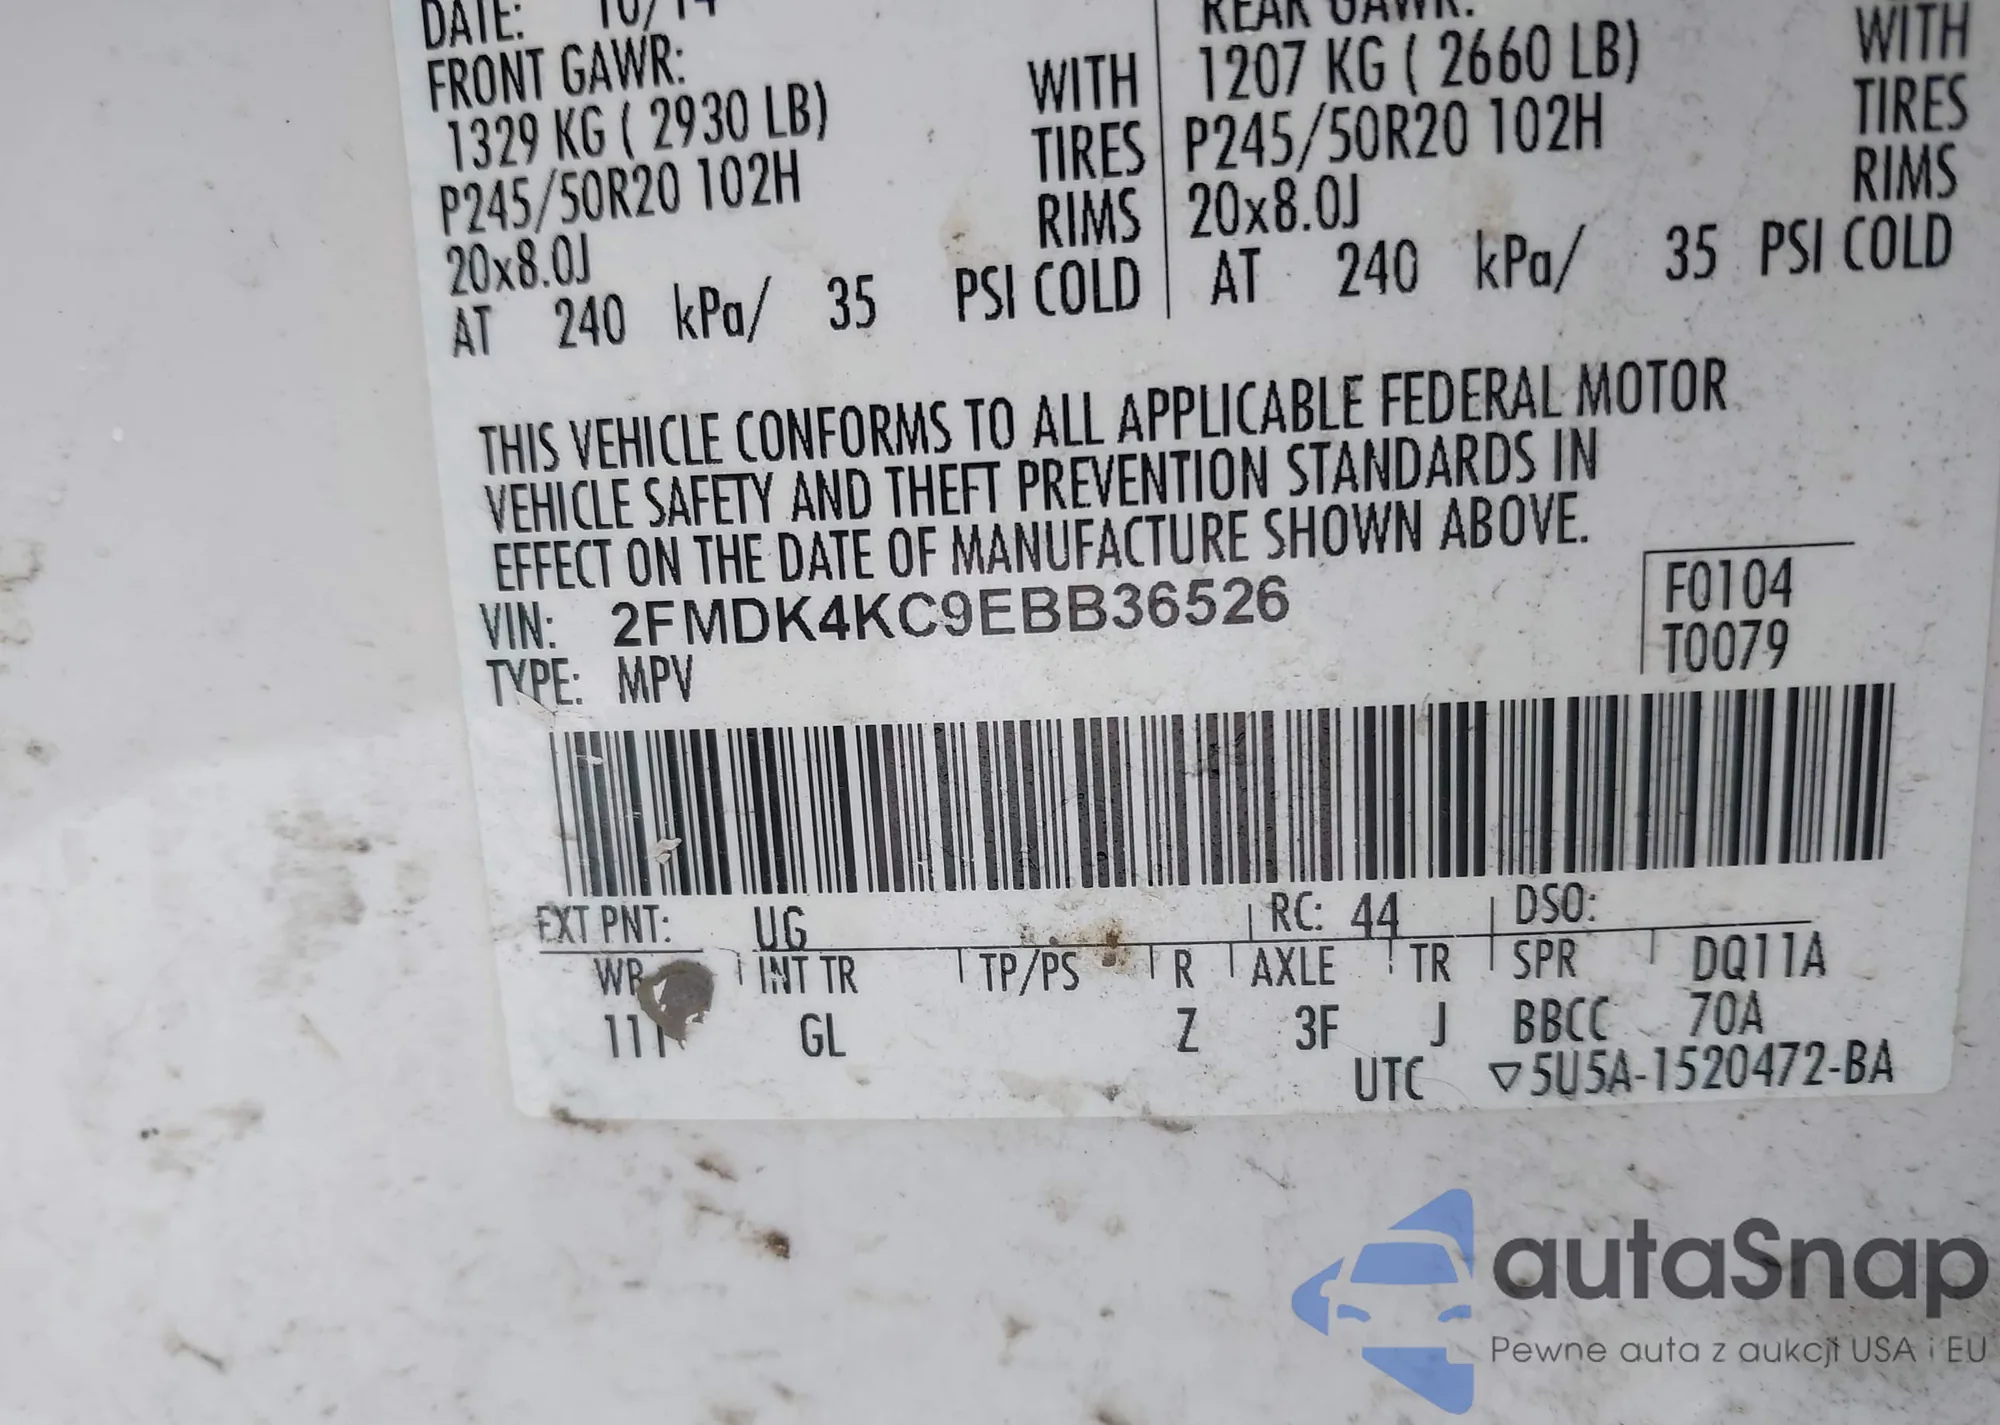 DATE: 10/14
FRONT GAWR:
1329 KG ( 2930 LB)
P245/50R20 102H
20x8.0J
AT 240 kPa/ 35 PSI COLD
WITH
TIRES
RIMS
REAR GAWR:
1207 KG ( 2660 LB)
P245/50R20 102H
20x8.0J
AT 240 kPa/ 35 PSI COLD
WITH
TIRES
RIMS
THIS VEHICLE CONFORMS TO ALL APPLICABLE FEDERAL MOTOR
VEHICLE SAFETY AND THEFT PREVENTION STANDARDS IN
EFFECT ON THE DATE OF MANUFACTURE SHOWN ABOVE.
VIN: 2FMDK4KC9EBB36526
TYPE: MPV
F0104
T0079
EXT PNT: UG RC: 44 DSO:
WB INT TR TP/PS R AXLE TR SPR DQ11A
111 GL Z 3F J BBCC 70A
UTC ▽5U5A-1520472-BA
autaSnap
Pewne auta z aukcji USA i EU